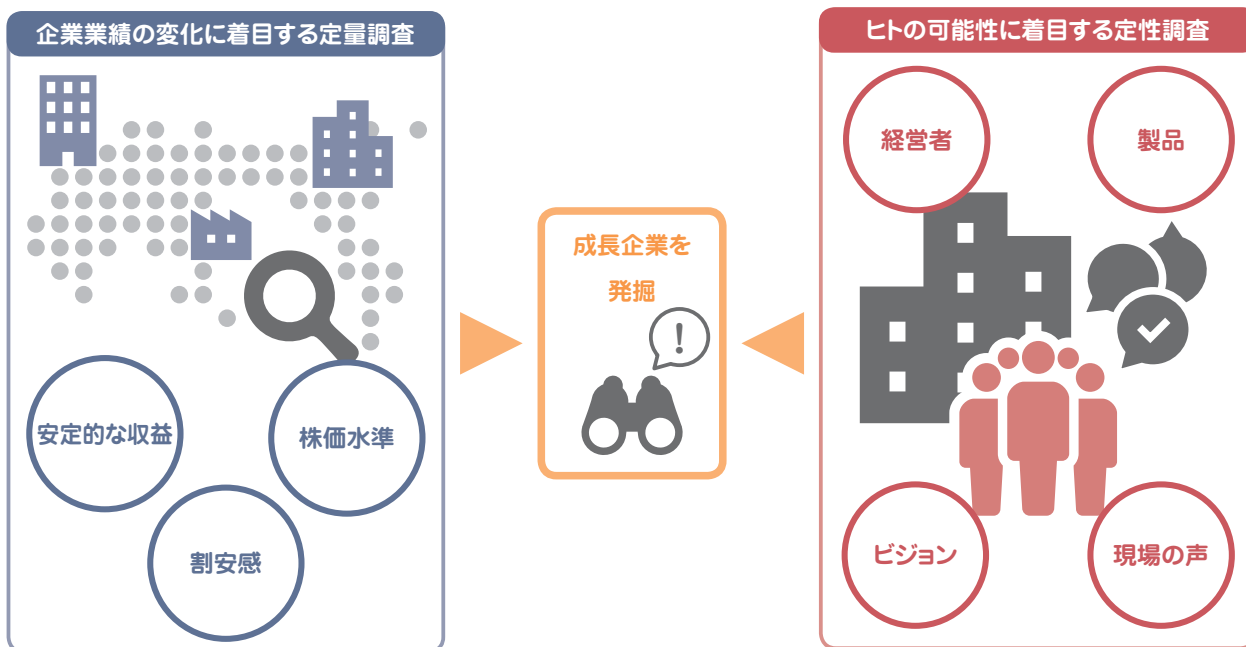 企業業績の変化に着目する定量調査
安定的な収益
株価水準
割安感
成長企業を
発掘
!
ヒトの可能性に着目する定性調査
経営者
製品
ビジョン
現場の声